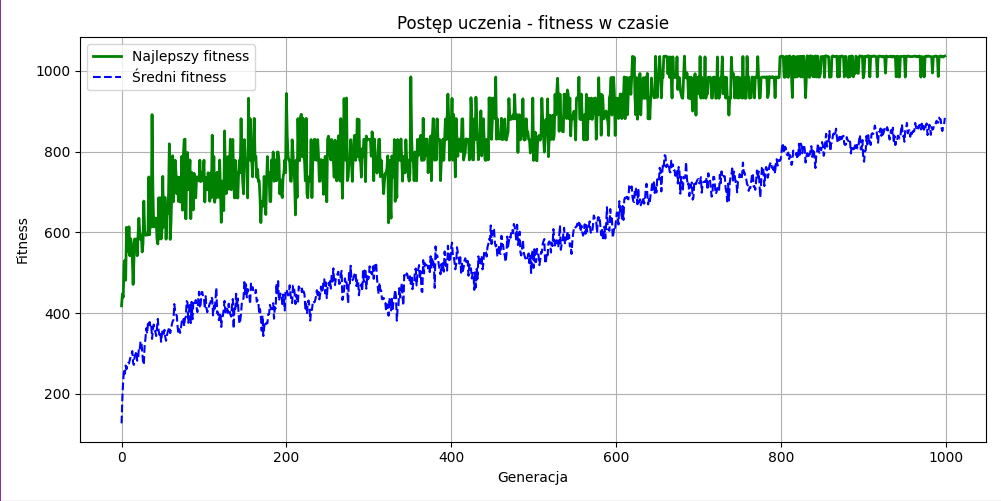 Postęp uczenia - fitness w czasie
Najlepszy fitness
Średni fitness
Fitness
1000
800
600
400
200
0 200 400 600 800 1000
Generacja